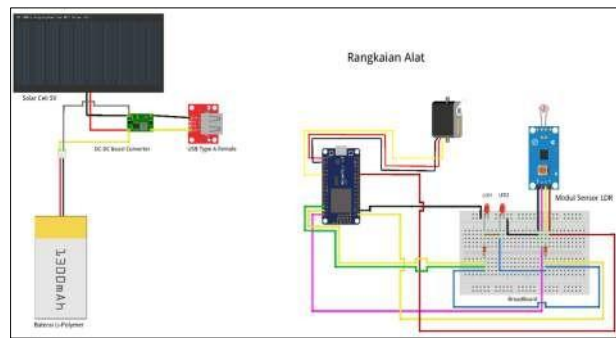 Rangkaian Alat
Solar Cell 5V
DC-DC Boost Converter
USB Type A Female
1300mAh
Baterai Li-Polymer
LED1
LED2
Modul Sensor LDR
BreadBoard